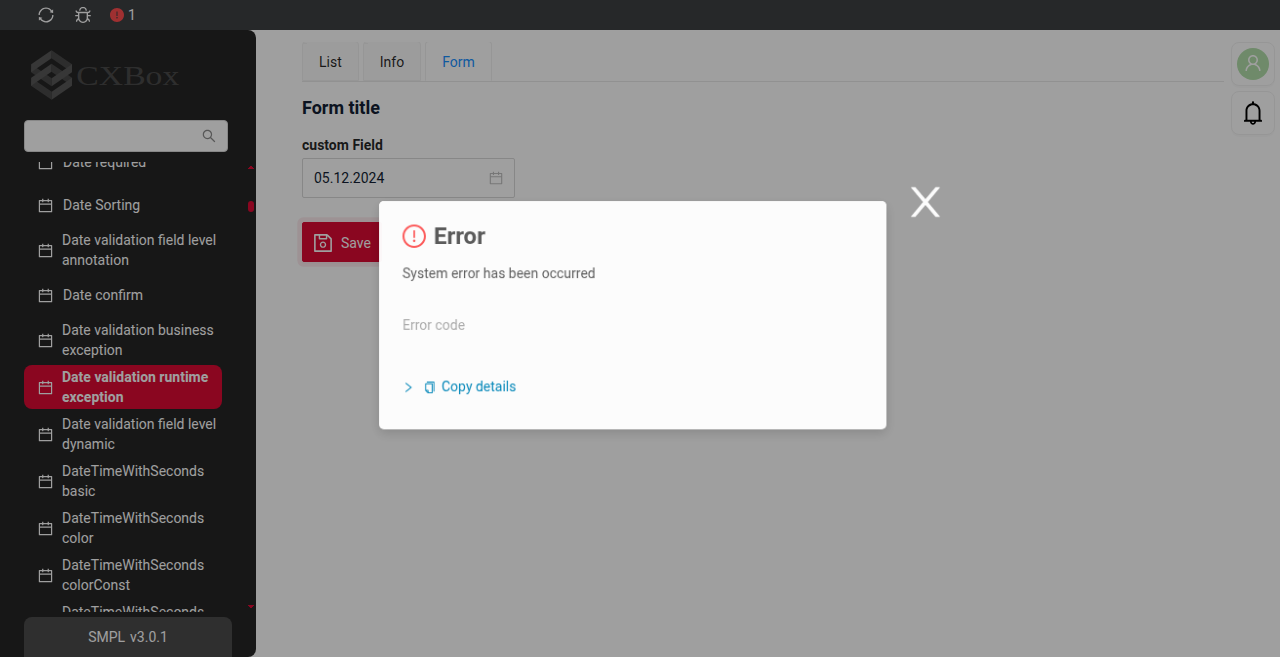 1
CXBox
List
Info
Form
Form title
custom Field
05.12.2024
Save
Date required
Date Sorting
Date validation field level
annotation
Date confirm
Date validation business
exception
Date validation runtime
exception
Date validation field level
dynamic
DateTimeWithSeconds
basic
DateTimeWithSeconds
color
DateTimeWithSeconds
colorConst
DateTimeWithSeconds
SMPL v3.0.1
Error
System error has been occurred
Error code
Copy details